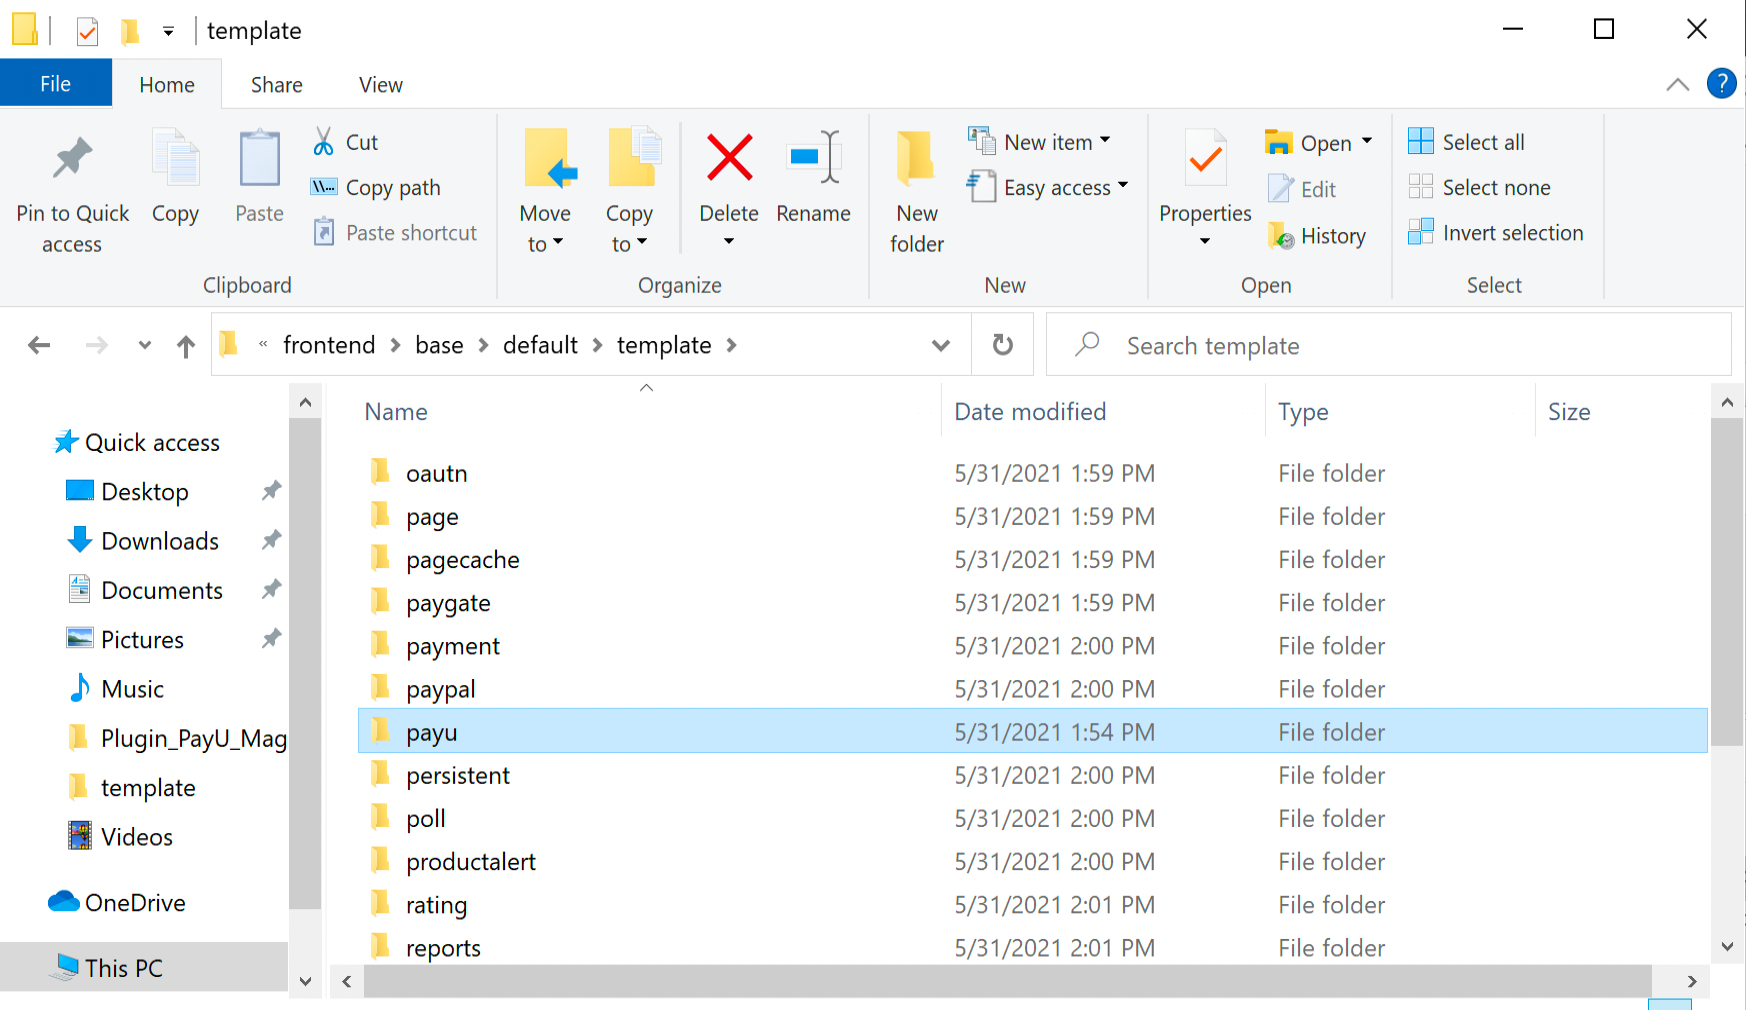 template
File Home Share View
?
Pin to Quick access
Copy
Paste
Cut
Copy path
Paste shortcut
Clipboard
Move to
Copy to
Delete
Rename
Organize
New folder
New item
Easy access
New
Properties
Open
Edit
History
Open
Select all
Select none
Invert selection
Select
« frontend > base > default > template >
Search template
Quick access
Desktop
Downloads
Documents
Pictures
Music
Plugin_PayU_Mag
template
Videos
OneDrive
This PC
Name Date modified Type Size
oautn 5/31/2021 1:59 PM File folder
page 5/31/2021 1:59 PM File folder
pagecache 5/31/2021 1:59 PM File folder
paygate 5/31/2021 1:59 PM File folder
payment 5/31/2021 2:00 PM File folder
paypal 5/31/2021 2:00 PM File folder
payu 5/31/2021 1:54 PM File folder
persistent 5/31/2021 2:00 PM File folder
poll 5/31/2021 2:00 PM File folder
productalert 5/31/2021 2:00 PM File folder
rating 5/31/2021 2:01 PM File folder
reports 5/31/2021 2:01 PM File folder